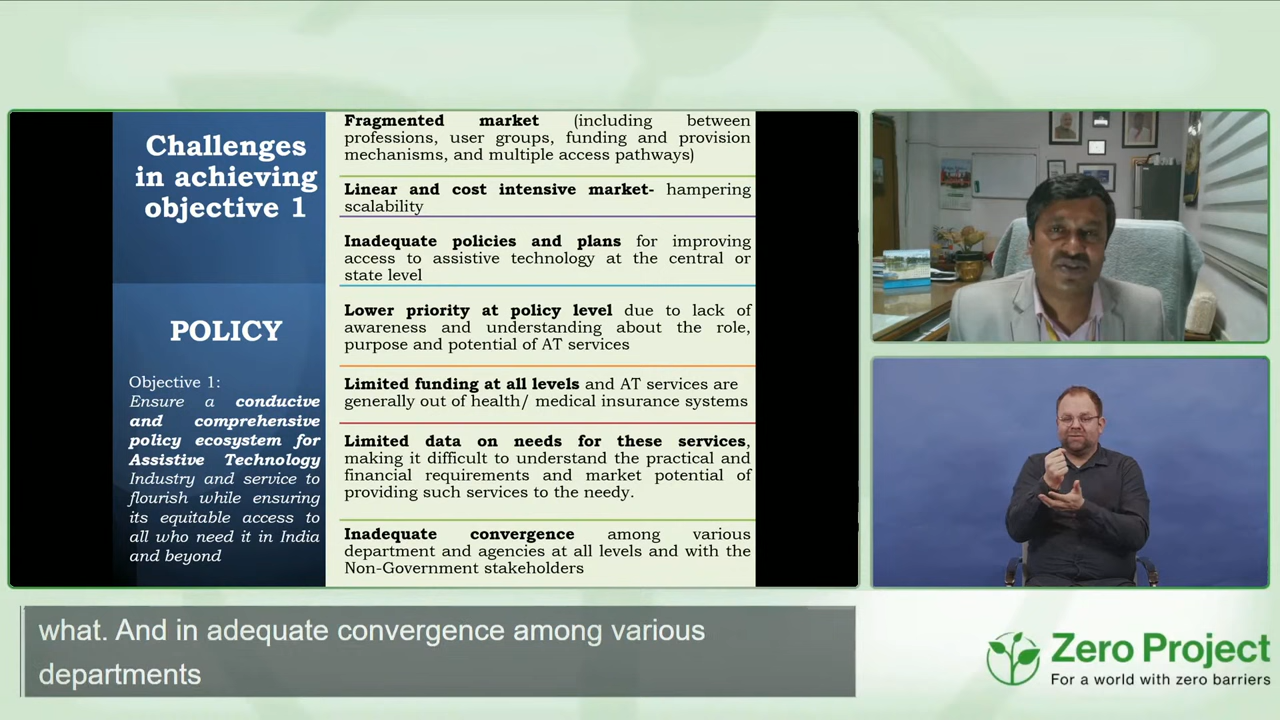 Challenges
in achieving
objective 1
POLICY
Objective 1:
Ensure a conducive
and comprehensive
policy ecosystem for
Assistive Technology
Industry and service to
flourish while ensuring
its equitable access to
all who need it in India
and beyond
Fragmented market (including between
professions, user groups, funding and provision
mechanisms, and multiple access pathways)
Linear and cost intensive market- hampering
scalability
Inadequate policies and plans for improving
access to assistive technology at the central or
state level
Lower priority at policy level due to lack of
awareness and understanding about the role,
purpose and potential of AT services
Limited funding at all levels and AT services are
generally out of health/ medical insurance systems
Limited data on needs for these services,
making it difficult to understand the practical and
financial requirements and market potential of
providing such services to the needy.
Inadequate convergence among various
department and agencies at all levels and with the
Non-Government stakeholders
what. And in adequate convergence among various
departments
Zero Project
For a world with zero barriers